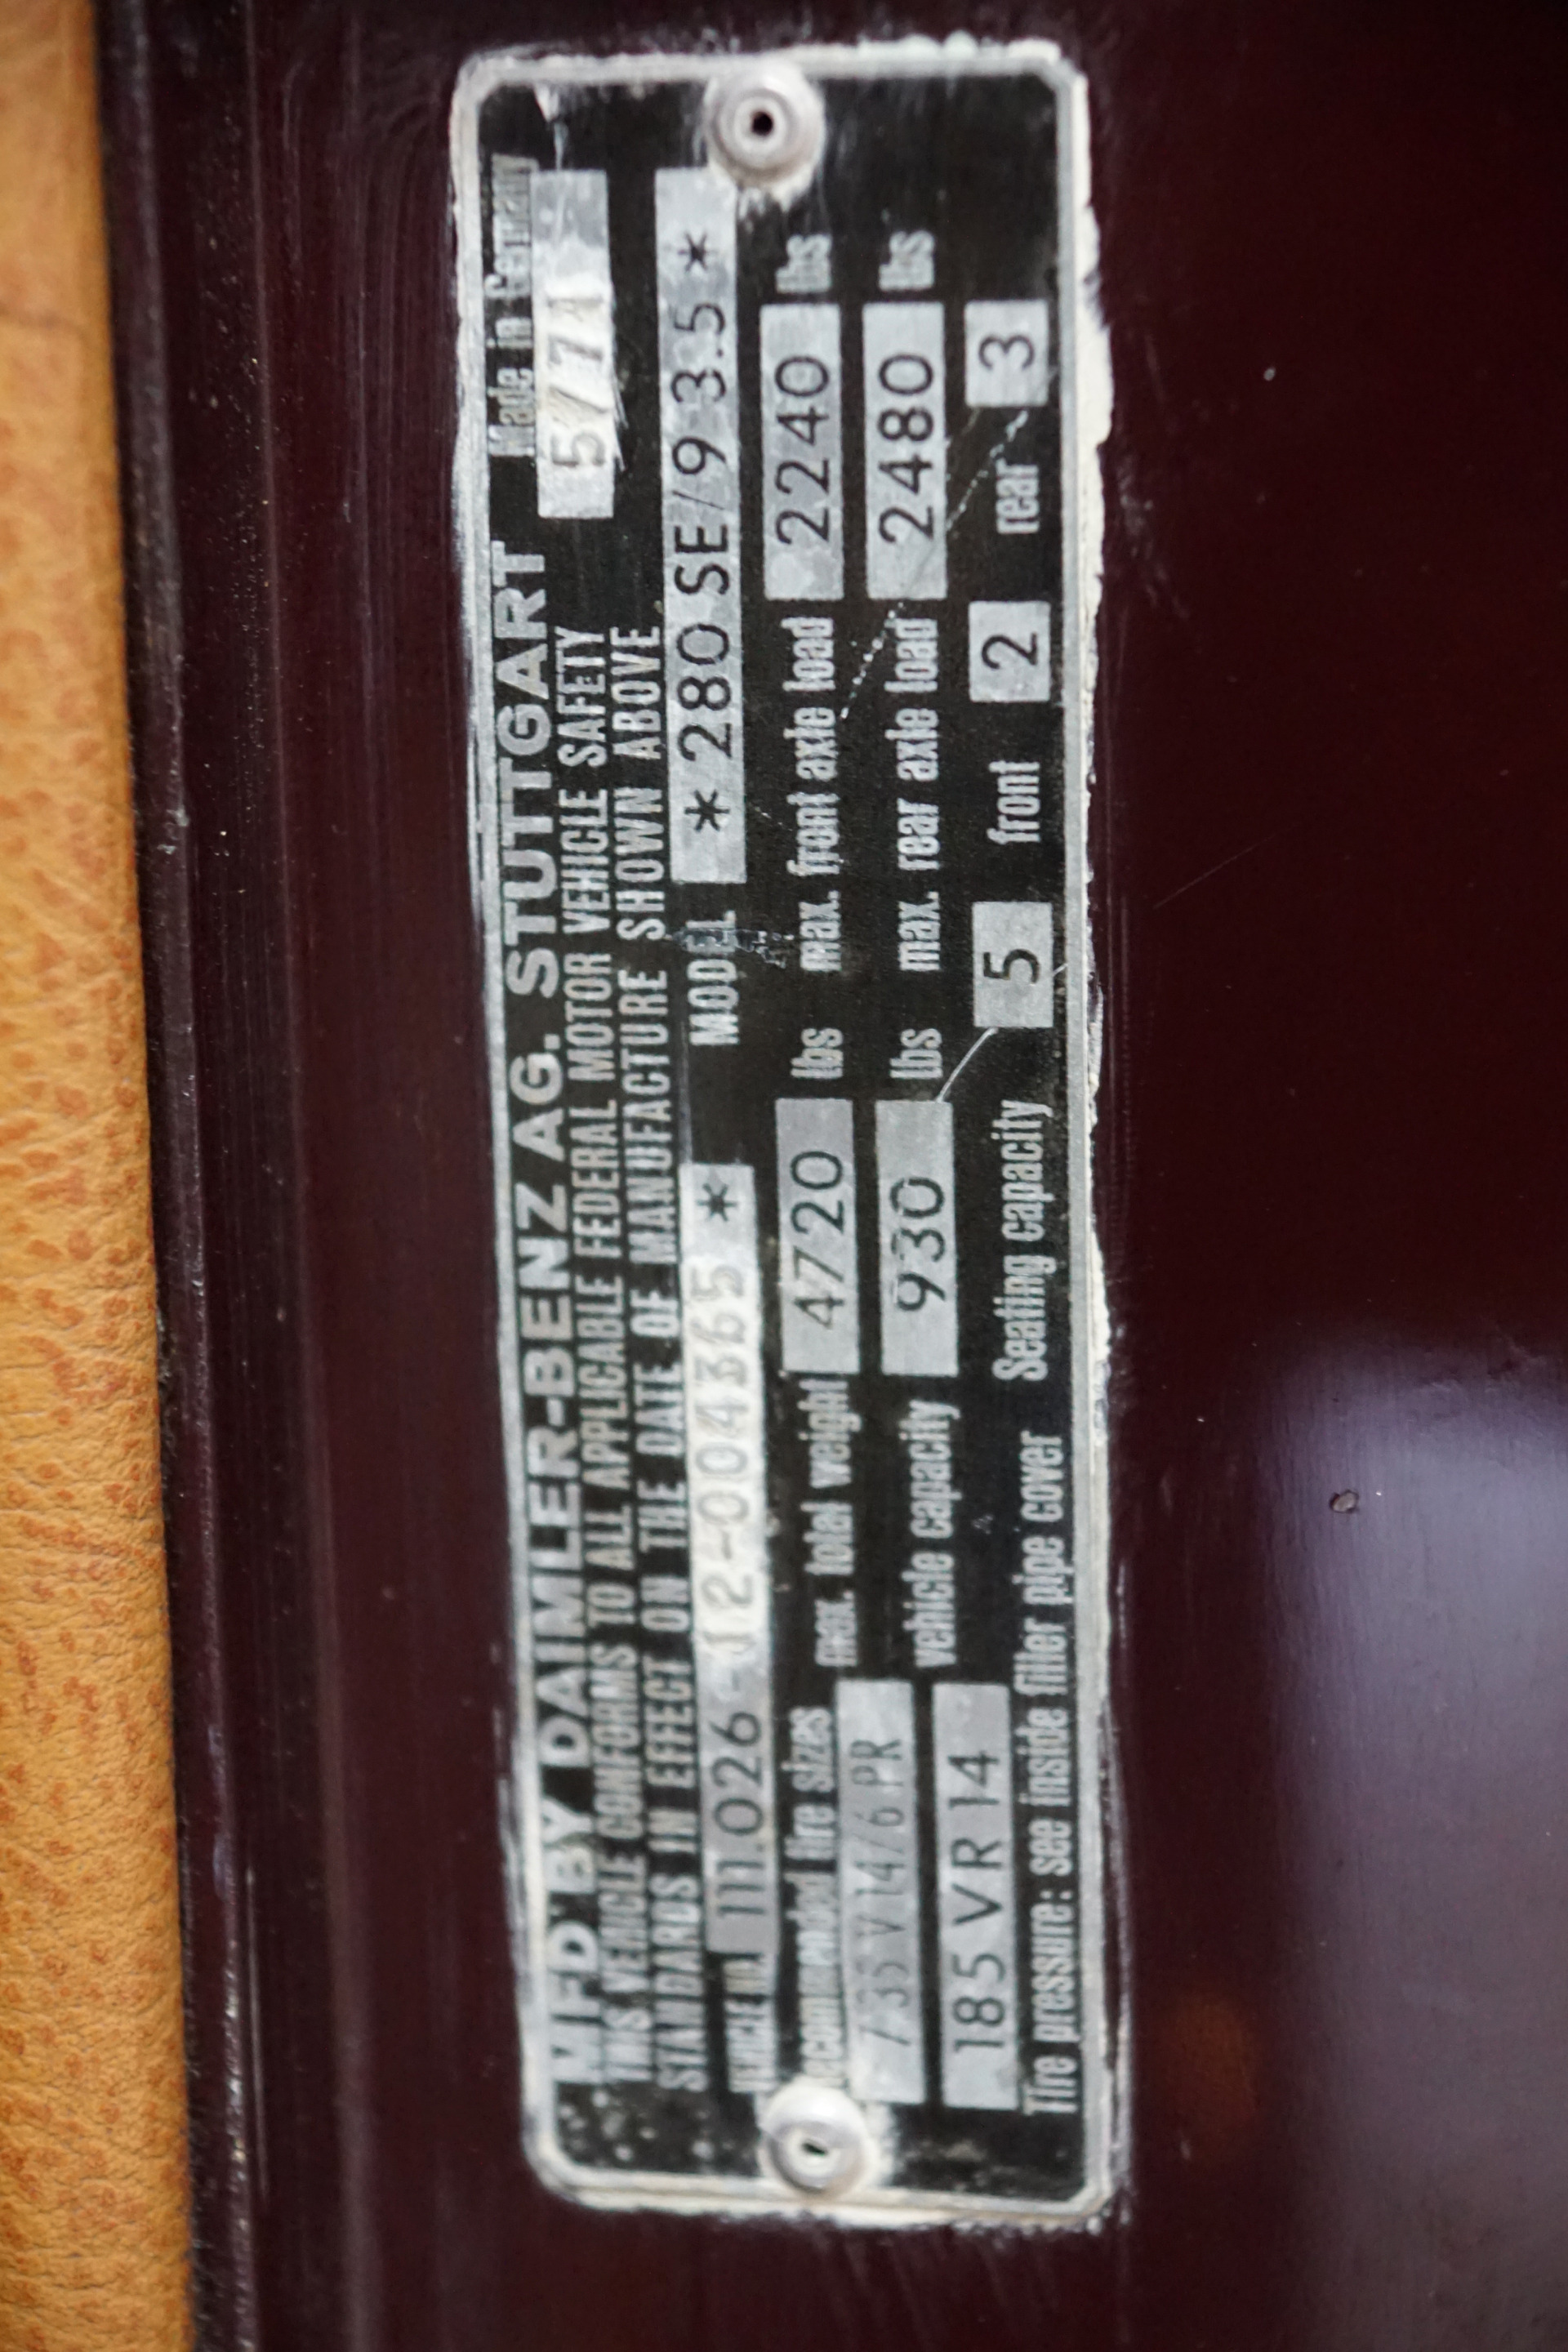 MFD BY DAIMLER-BENZ AG. STUTTGART Made in Germany
THIS VEHICLE CONFORMS TO ALL APPLICABLE FEDERAL MOTOR VEHICLE SAFETY 5/71
STANDARDS IN EFFECT ON THE DATE OF MANUFACTURE SHOWN ABOVE
VEHICLE ID 111.026-12-004365* MODEL *280 SE/9 3.5*
recommended tire sizes max. total weight 4720 lbs max. front axle load 2240 lbs
735 V 14/6 PR vehicle capacity 930 lbs max. rear axle load 2480 lbs
185 VR 14
Tire pressure: see inside filler pipe cover Seating capacity 5 front 2 rear 3